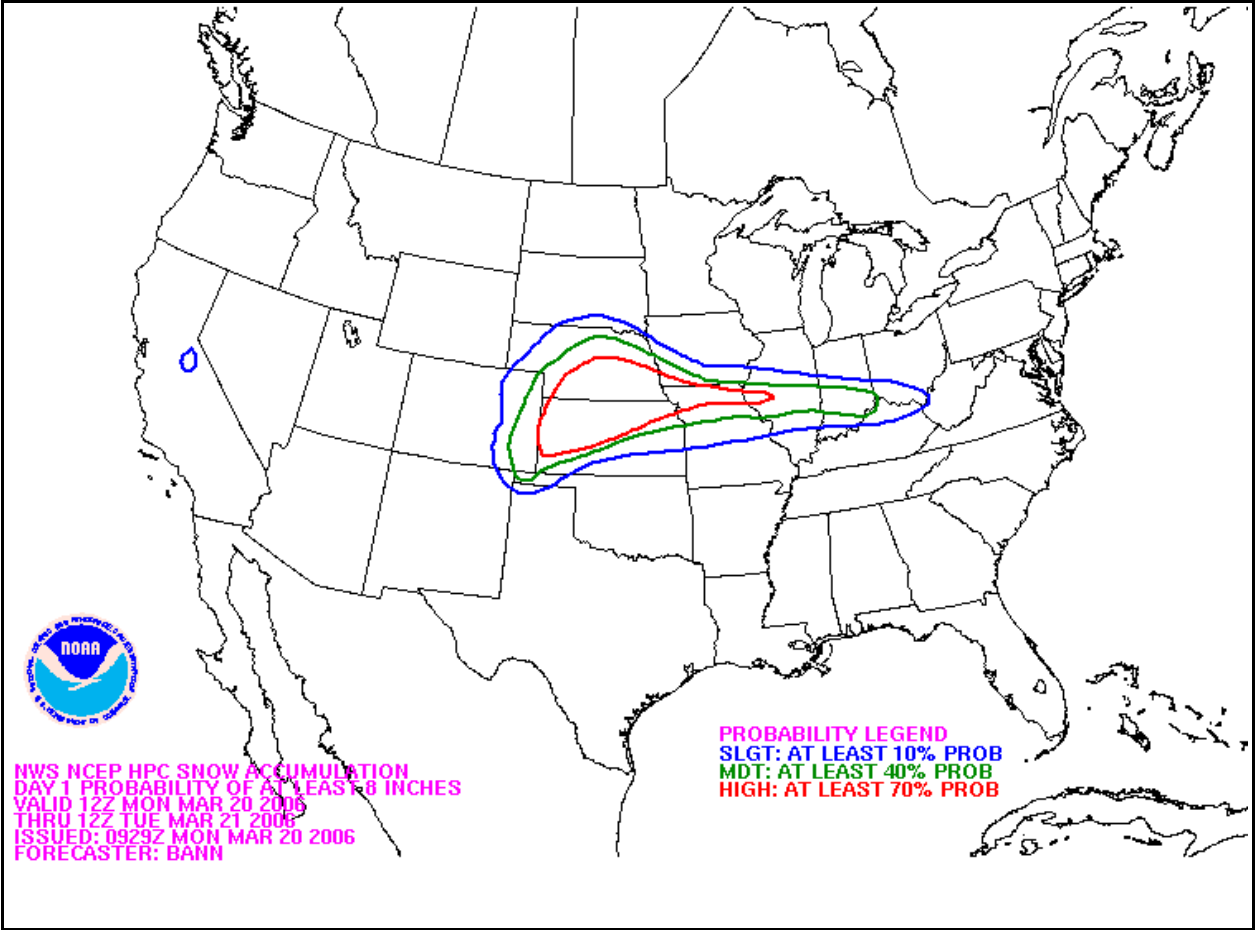 NOAA
PROBABILITY LEGEND
SLGT: AT LEAST 10% PROB
MDT: AT LEAST 40% PROB
HIGH: AT LEAST 70% PROB
NWS NCEP HPC SNOW ACCUMULATION
DAY 1 PROBABILITY OF AT LEAST 8 INCHES
VALID 12Z MON MAR 20 2006
THRU 12Z TUE MAR 21 2006
ISSUED: 0929Z MON MAR 20 2006
FORECASTER: BANN